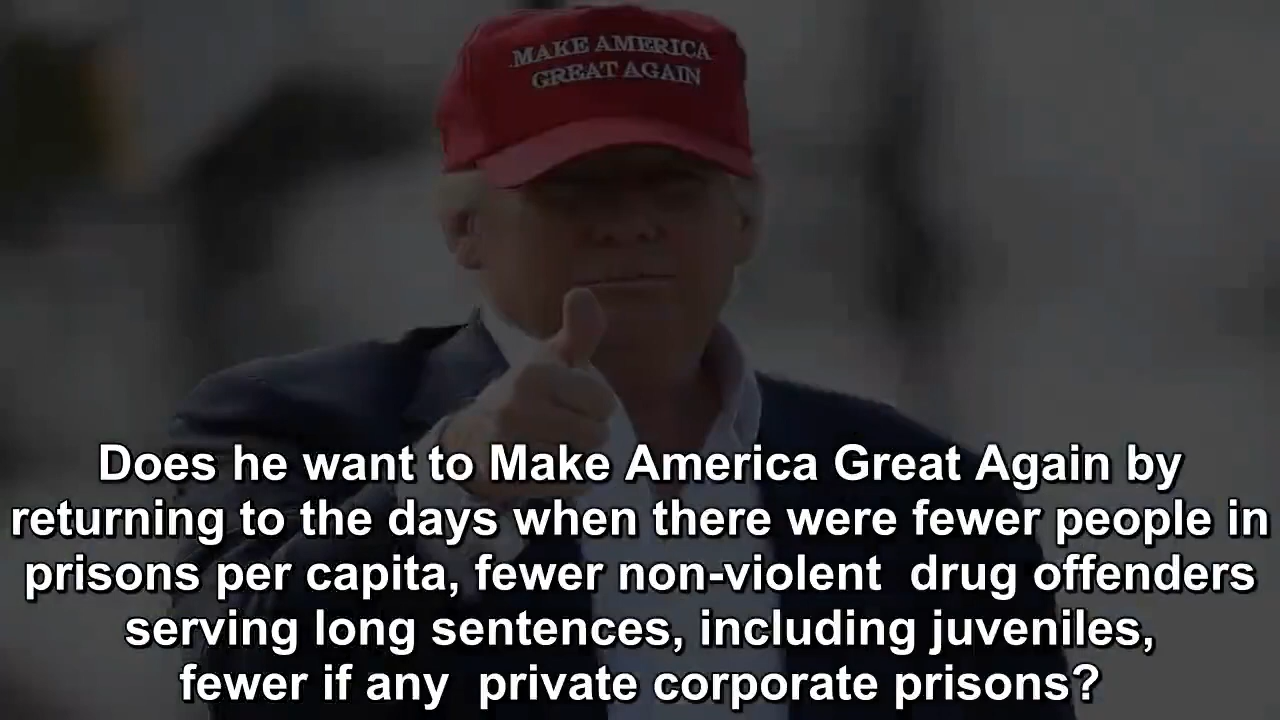 MAKE AMERICA
GREAT AGAIN
Does he want to Make America Great Again by
returning to the days when there were fewer people in
prisons per capita, fewer non-violent  drug offenders
serving long sentences, including juveniles,
fewer if any  private corporate prisons?